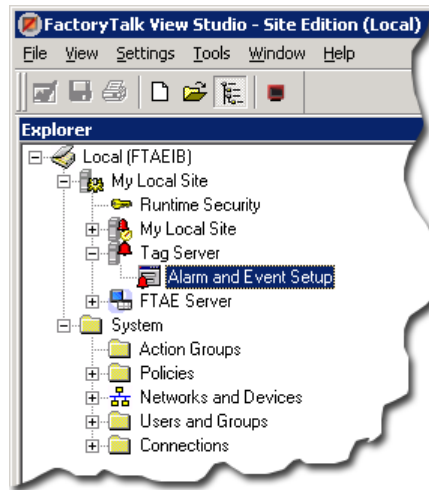 FactoryTalk View Studio - Site Edition (Local)
File View Settings Tools Window Help
Explorer
Local (FTAEIB)
My Local Site
Runtime Security
My Local Site
Tag Server
Alarm and Event Setup
FTAE Server
System
Action Groups
Policies
Networks and Devices
Users and Groups
Connections